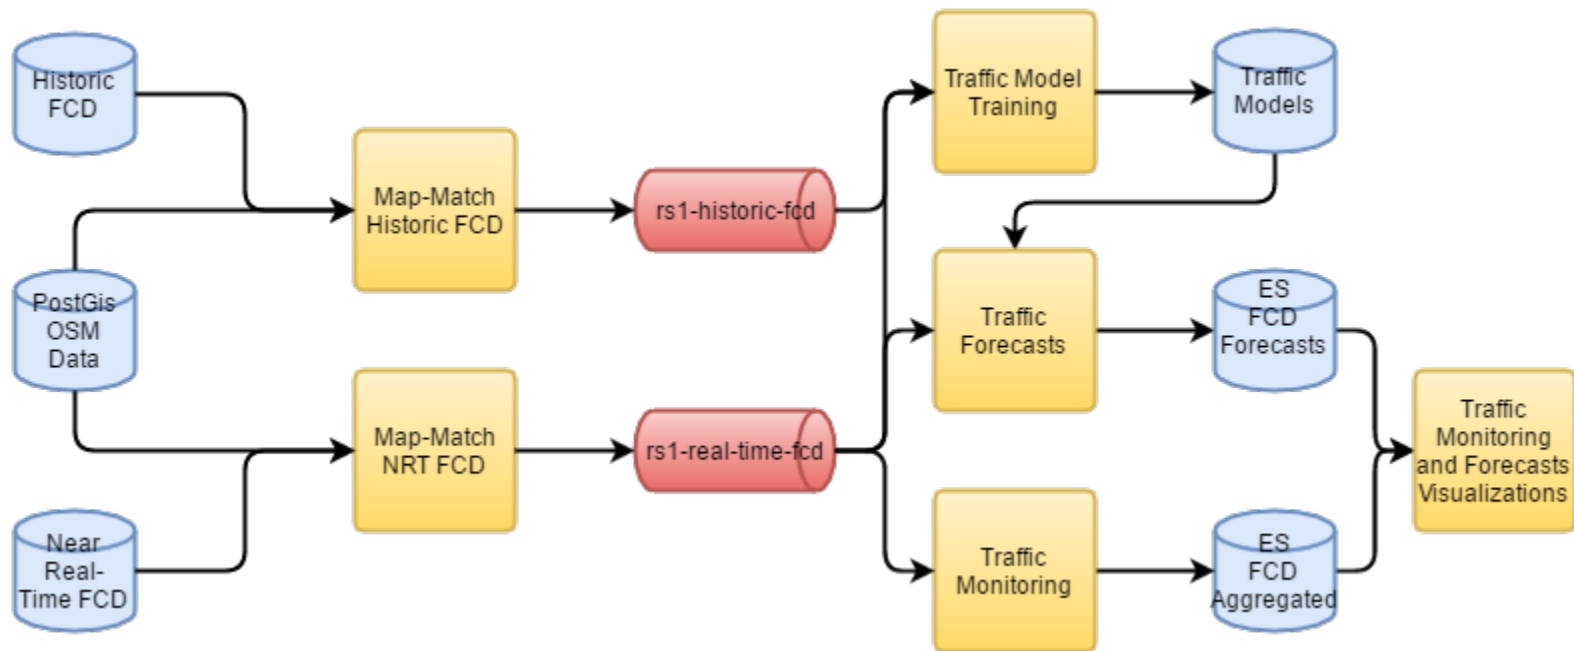 Historic
FCD
PostGis
OSM
Data
Near
Real-
Time FCD
Map-Match
Historic FCD
Map-Match
NRT FCD
rs1-historic-fcd
rs1-real-time-fcd
Traffic Model
Training
Traffic
Forecasts
Traffic
Monitoring
Traffic
Models
ES
FCD
Forecasts
ES
FCD
Aggregated
Traffic
Monitoring
and Forecasts
Visualizations